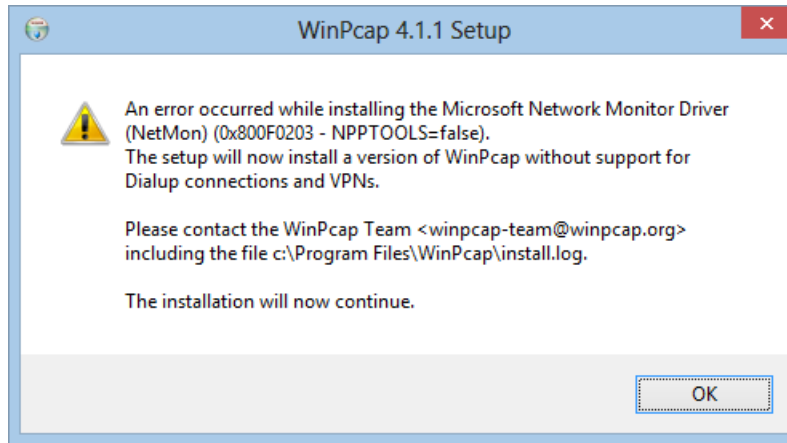 WinPcap 4.1.1 Setup
An error occurred while installing the Microsoft Network Monitor Driver
(NetMon) (0x800F0203 - NPPTOOLS=false).
The setup will now install a version of WinPcap without support for
Dialup connections and VPNs.
Please contact the WinPcap Team <winpcap-team@winpcap.org>
including the file c:\Program Files\WinPcap\install.log.
The installation will now continue.
OK